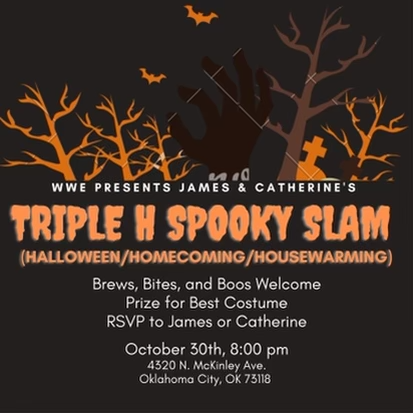 WWE PRESENTS JAMES & CATHERINE'S
TRIPLE H SPOOKY SLAM
(HALLOWEEN/HOMECOMING/HOUSEWARMING)
Brews, Bites, and Boos Welcome
Prize for Best Costume
RSVP to James or Catherine
October 30th, 8:00 pm
4320 N. McKinley Ave.
Oklahoma City, OK 73118